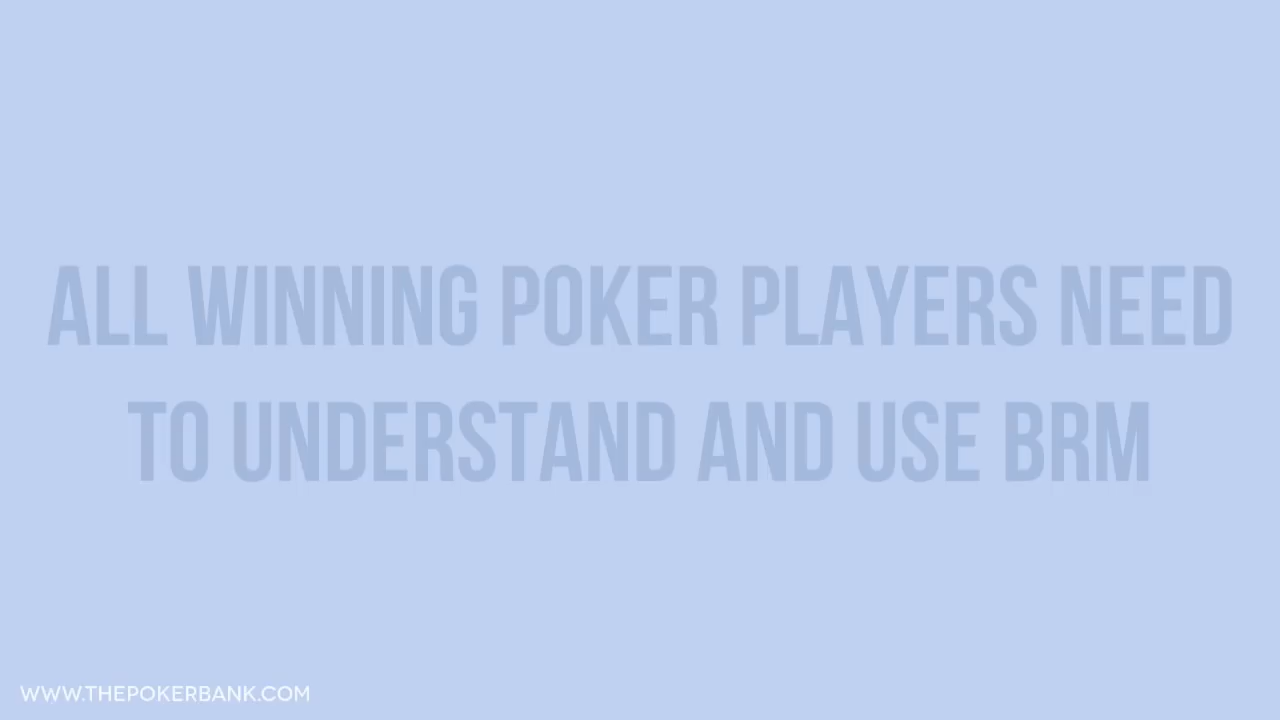 ALL WINNING POKER PLAYERS NEED
TO UNDERSTAND AND USE BRM
WWW.THEPOKERBANK.COM